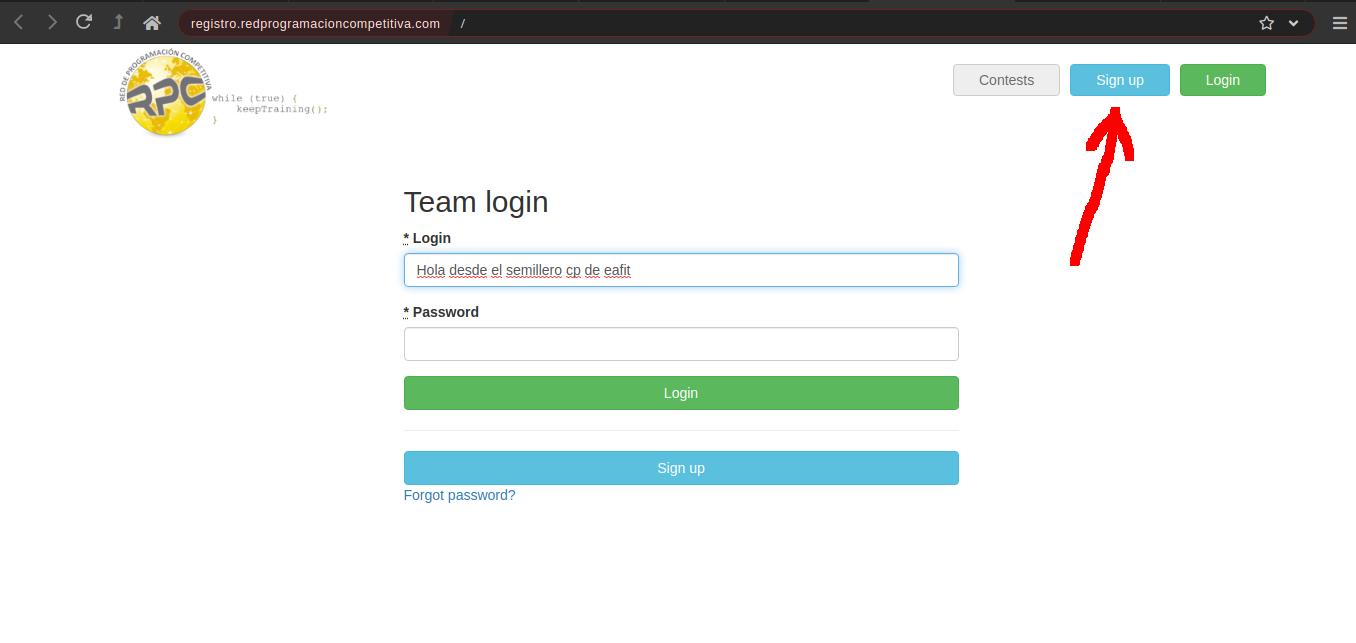 registro.redprogramacioncompetitiva.com /
RED DE PROGRAMACIÓN COMPETITIVA
RPC
while (true) {
keepTraining();
}
Contests
Sign up
Login
Team login
* Login
Hola desde el semillero cp de eafit
* Password
Login
Sign up
Forgot password?